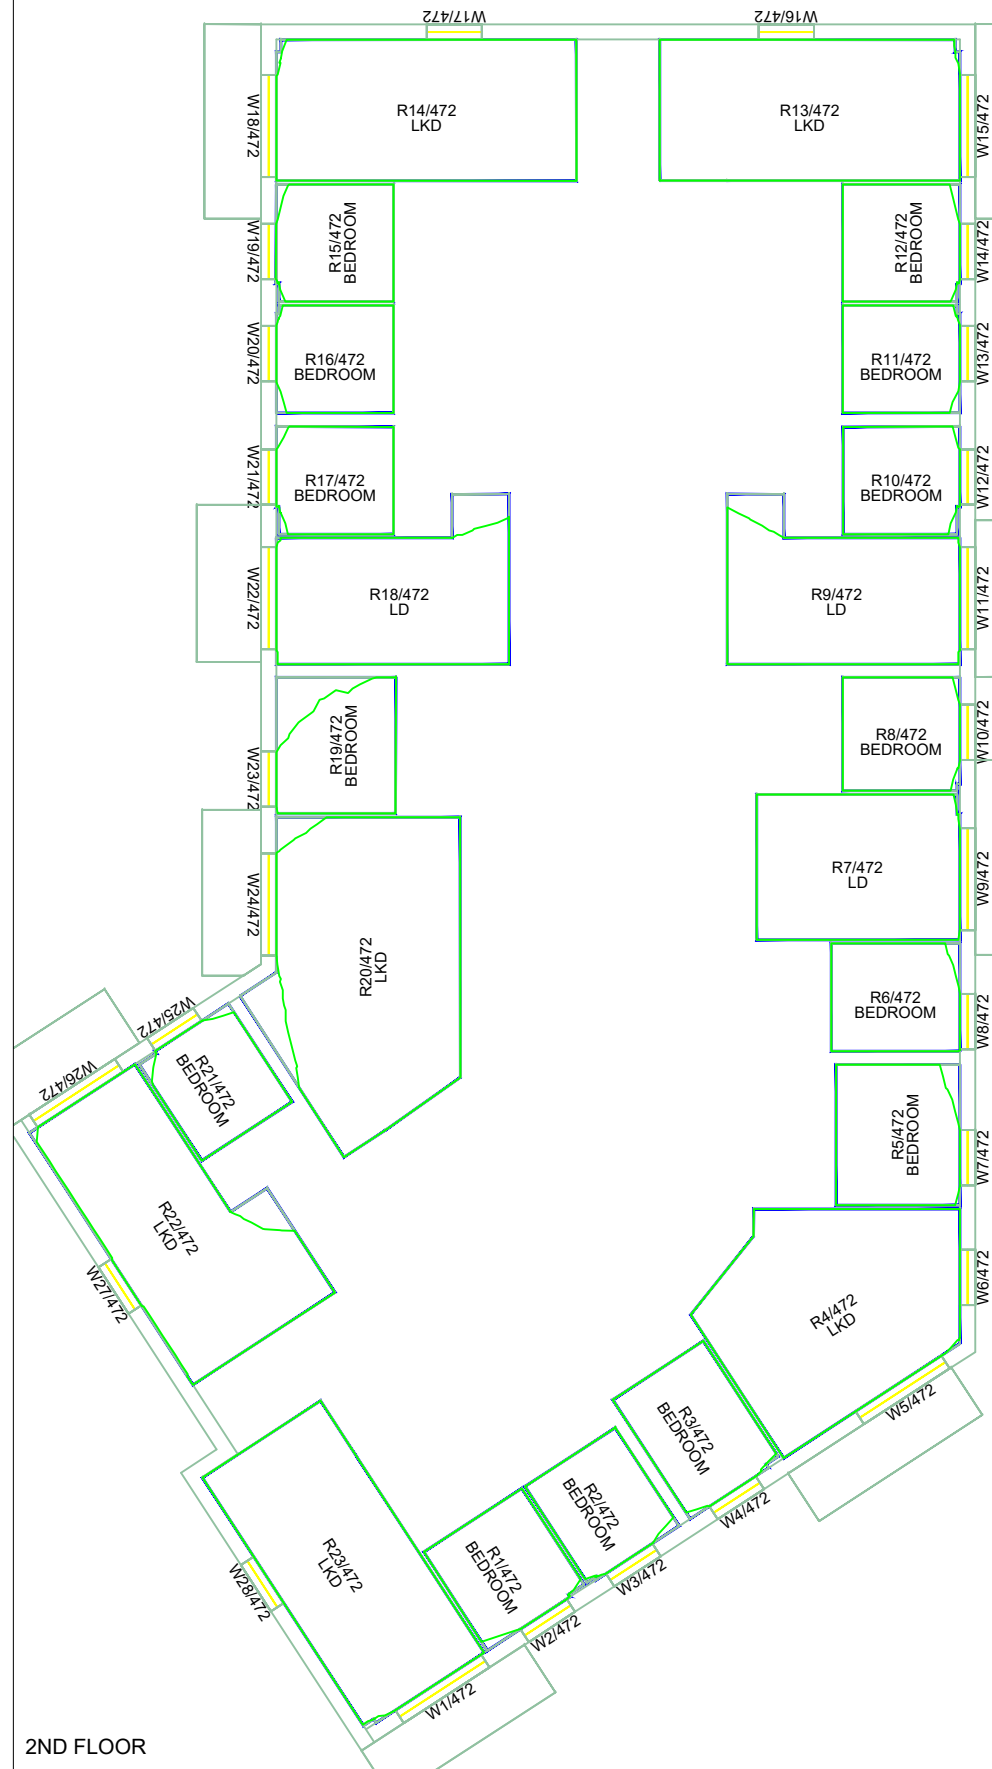 W17/472
W16/472
R14/472
LKD
R13/472
LKD
W18/472
W15/472
R15/472
BEDROOM
R12/472
BEDROOM
W19/472
W14/472
R16/472
BEDROOM
R11/472
BEDROOM
W20/472
W13/472
R17/472
BEDROOM
R10/472
BEDROOM
W21/472
W12/472
R18/472
LD
R9/472
LD
W22/472
W11/472
R19/472
BEDROOM
R8/472
BEDROOM
W23/472
W10/472
R7/472
LD
W24/472
W9/472
R20/472
LKD
R6/472
BEDROOM
W25/472
W8/472
W26/472
R21/472
BEDROOM
R5/472
BEDROOM
W7/472
R22/472
LKD
W27/472
W6/472
R4/472
LKD
W5/472
R3/472
BEDROOM
W4/472
R2/472
BEDROOM
W3/472
R1/472
BEDROOM
W2/472
R23/472
LKD
W28/472
W1/472
2ND FLOOR